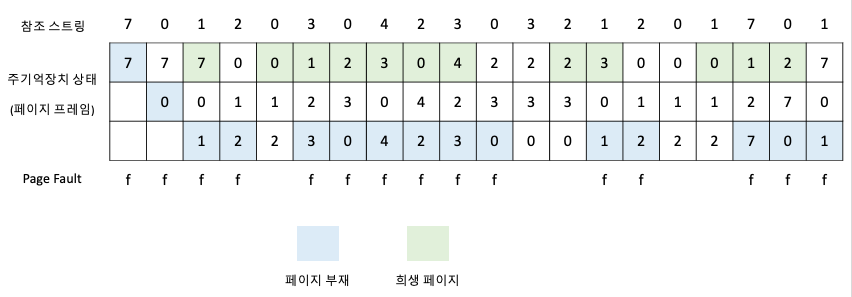 참조 스트링 7 0 1 2 0 3 0 4 2 3 0 3 2 1 2 0 1 7 0 1
7 7 7 0 0 1 2 3 0 4 2 2 2 3 0 0 0 1 2 7
주기억장치 상태
(페이지 프레임) 0 0 1 1 2 3 0 4 2 3 3 3 0 1 1 1 2 7 0
1 2 2 3 0 4 2 3 0 0 0 1 2 2 2 7 0 1
Page Fault f f f f f f f f f f f f f f f
페이지 부재 희생 페이지